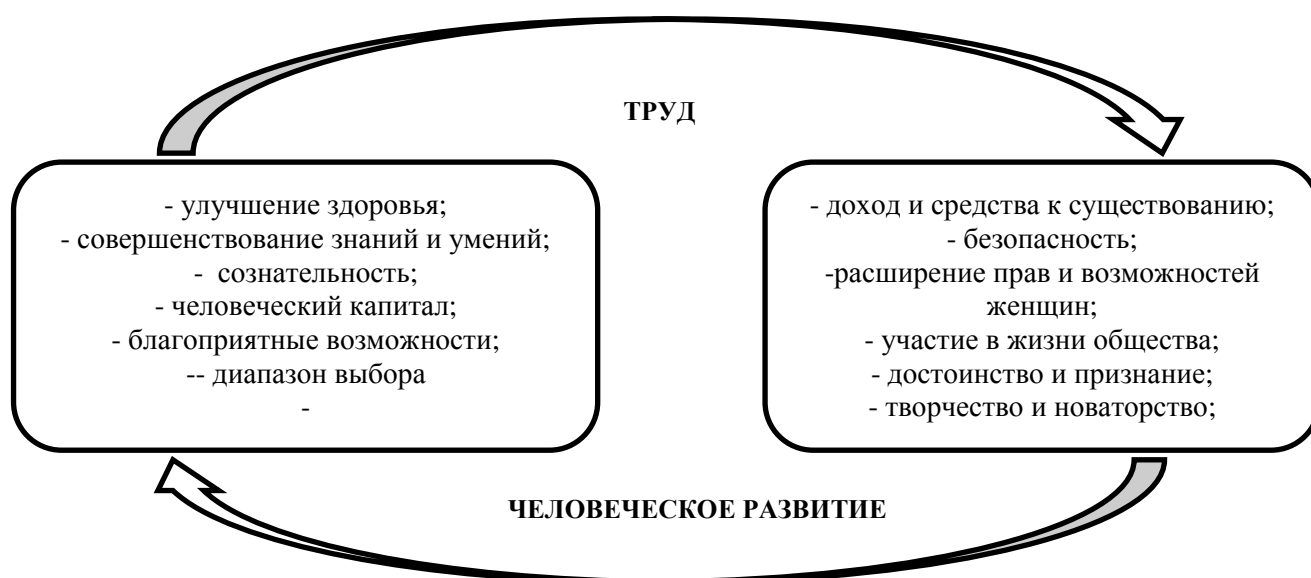 ТРУД
- улучшение здоровья;
- совершенствование знаний и умений;
- сознательность;
- человеческий капитал;
- благоприятные возможности;
-- диапазон выбора
-
- доход и средства к существованию;
- безопасность;
-расширение прав и возможностей
женщин;
- участие в жизни общества;
- достоинство и признание;
- творчество и новаторство;
ЧЕЛОВЕЧЕСКОЕ РАЗВИТИЕ